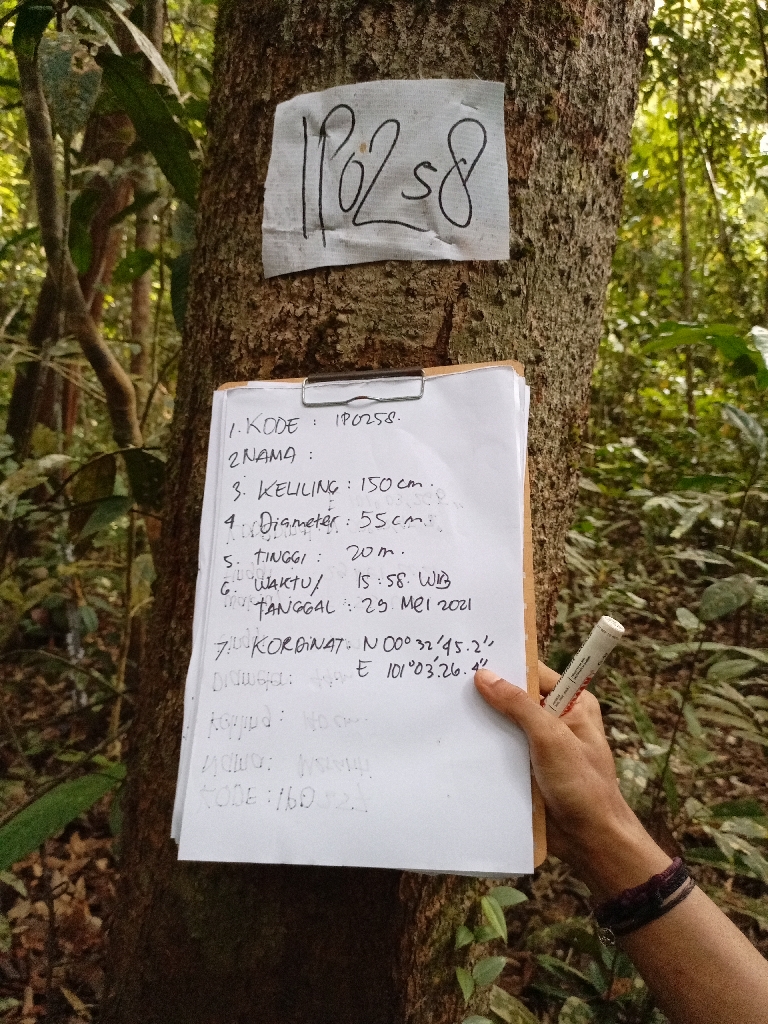 IP0258
1. KODE : IP0258.
2 NAMA :
3. KELILING : 150 cm.
4. Diameter : 55 cm.
5. TINGGI : 20 m.
6. WAKTU / 15 : 58. WIB
TANGGAL : 29 MEI 2021
7. KORDINAT N 00° 32' 45.2"
E 101° 03'.26.4"